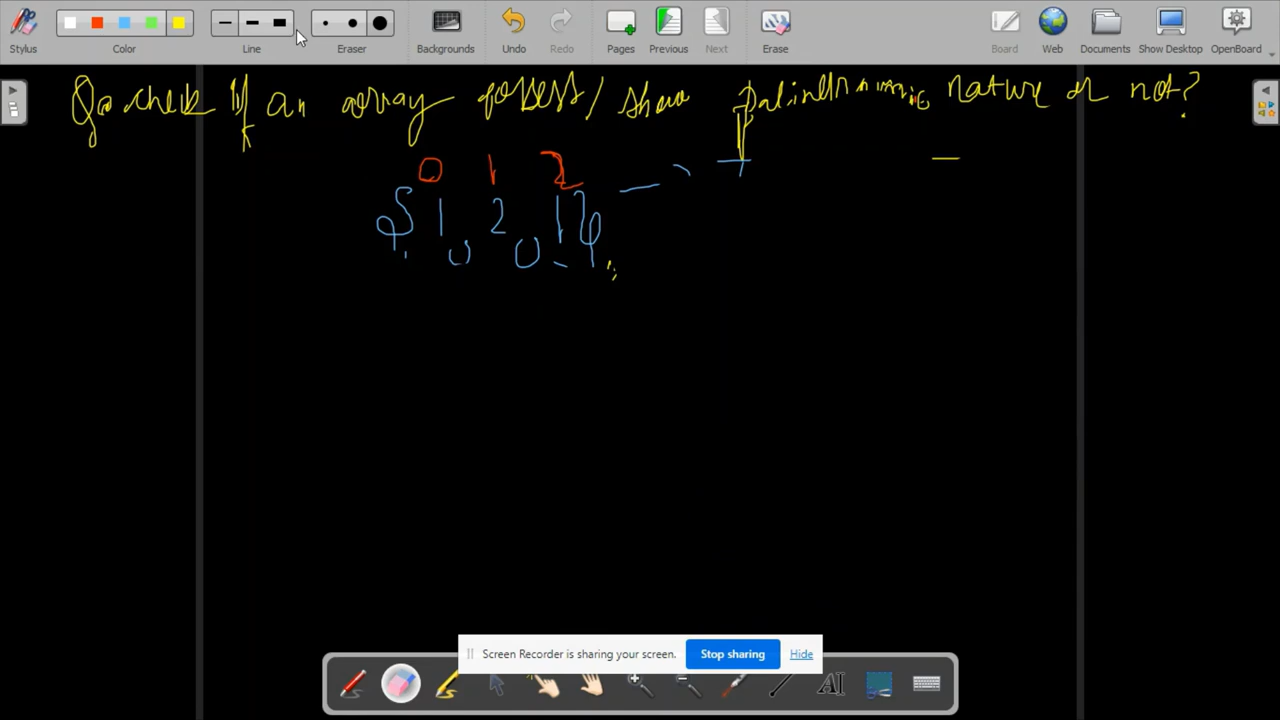 Stylus Color Line Eraser Backgrounds Undo Redo Pages Previous Next Erase Board Web Documents Show Desktop OpenBoard
check if an array / show palindromic nature or not?
0 1 2
{ 1, 2, 1 }
Screen Recorder is sharing your screen. Stop sharing Hide